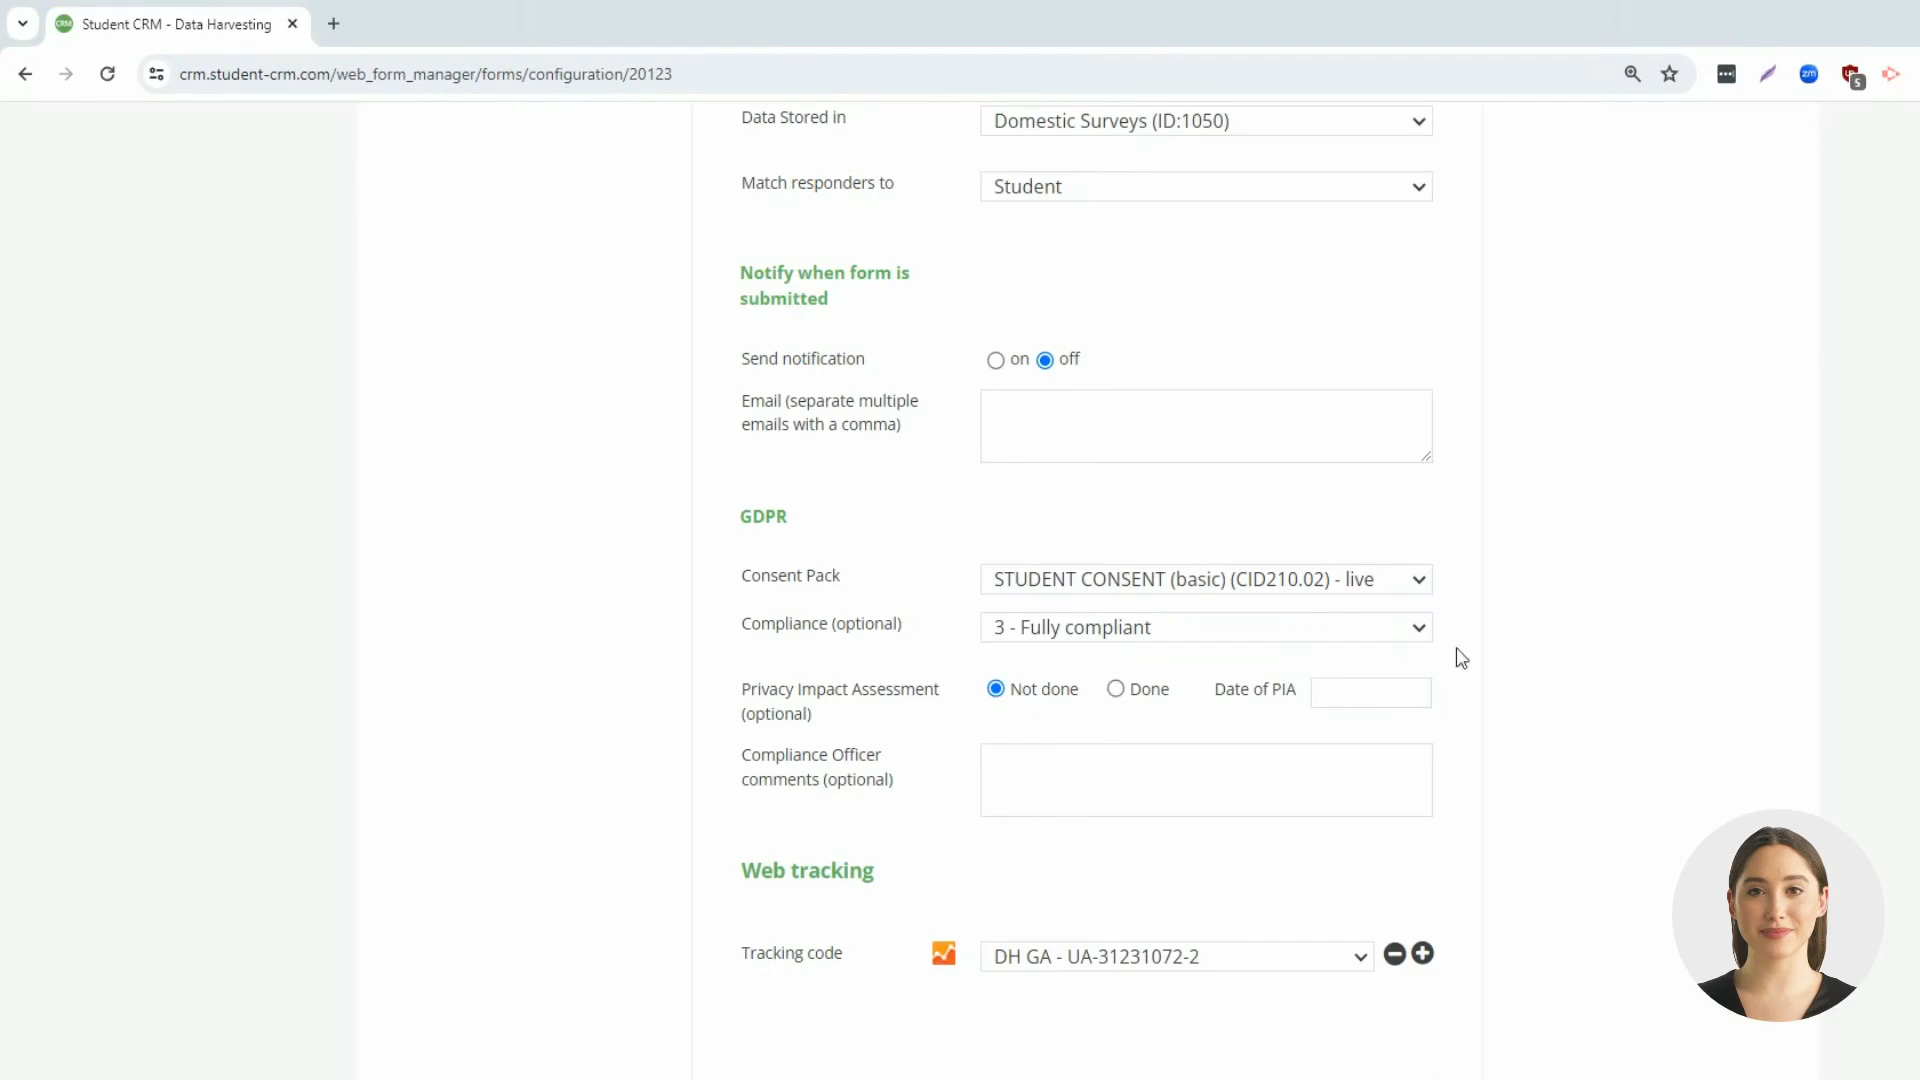 Student CRM - Data Harvesting
crm.student-crm.com/web_form_manager/forms/configuration/20123
zm
5
Data Stored in
Domestic Surveys (ID:1050)
Match responders to
Student
Notify when form is
submitted
Send notification
on
off
Email (separate multiple
emails with a comma)
GDPR
Consent Pack
STUDENT CONSENT (basic) (CID210.02) - live
Compliance (optional)
3 - Fully compliant
Privacy Impact Assessment
(optional)
Not done
Done
Date of PIA
Compliance Officer
comments (optional)
Web tracking
Tracking code
DH GA - UA-31231072-2